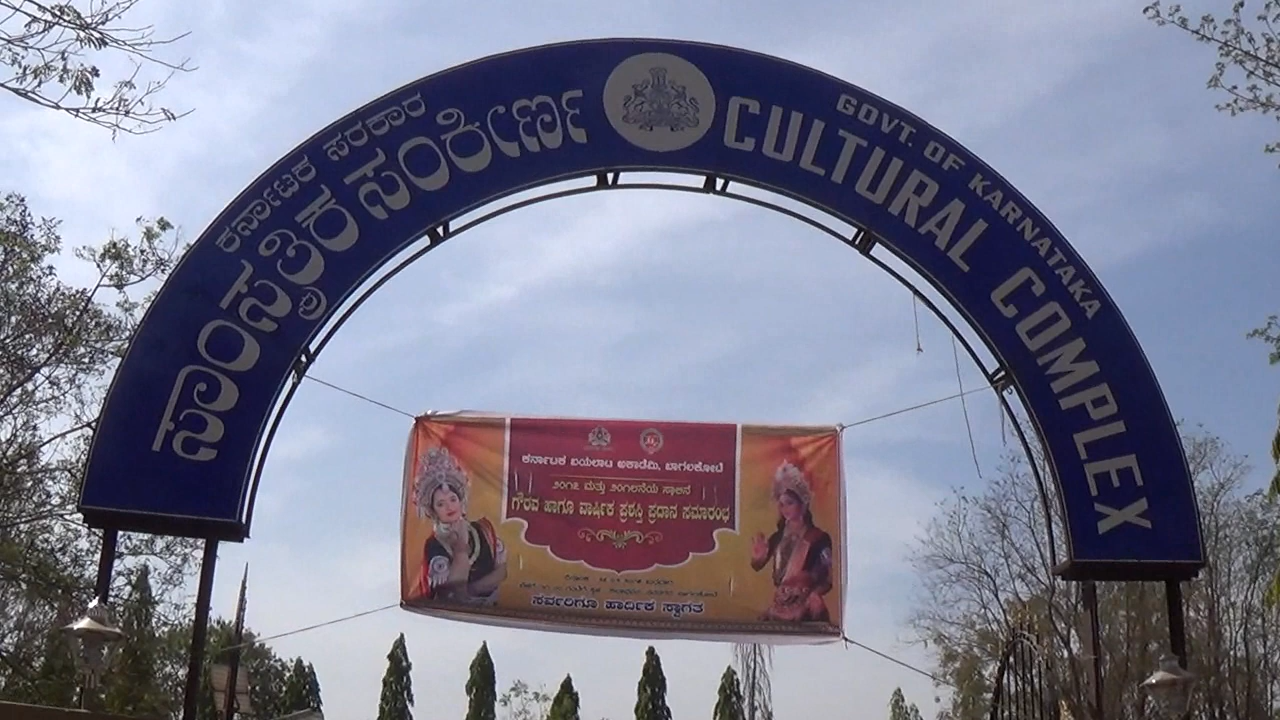 ಕರ್ನಾಟಕ ಸರಕಾರ
ಸಾಂಸ್ಕೃತಿಕ ಸಂಕೀರ್ಣ
GOVT. OF KARNATAKA
CULTURAL COMPLEX
ಕರ್ನಾಟಕ ಬಯಲಾಟ ಅಕಾಡೆಮಿ, ಬಾಗಲಕೋಟೆ
ಮತ್ತು ಸಾಲಿನ
ಗೌರವ ಹಾಗೂ ವಾರ್ಷಿಕ ಪ್ರಶಸ್ತಿ ಪ್ರದಾನ ಸಮಾರಂಭ
ಸರ್ವರಿಗೂ ಹಾರ್ದಿಕ ಸ್ವಾಗತ